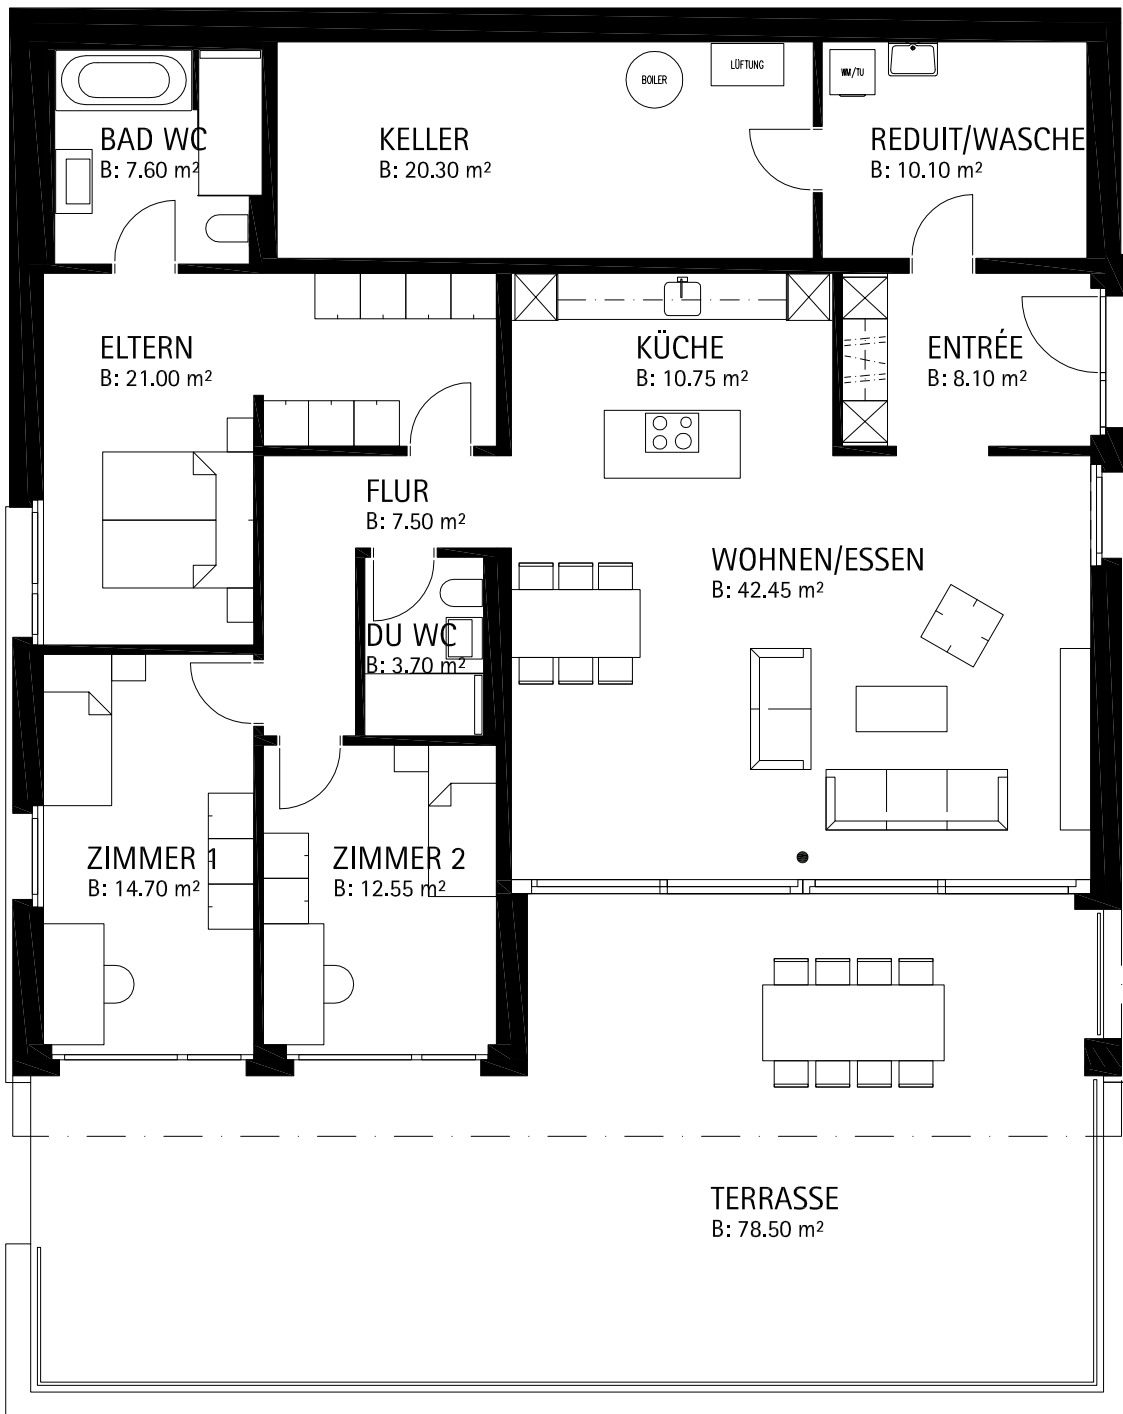 BOILER
LÜFTUNG
WM/TU
BAD WC
B: 7.60 m²
KELLER
B: 20.30 m²
REDUIT/WASCHE
B: 10.10 m²
ELTERN
B: 21.00 m²
KÜCHE
B: 10.75 m²
ENTRÉE
B: 8.10 m²
FLUR
B: 7.50 m²
WOHNEN/ESSEN
B: 42.45 m²
DU WC
B: 3.70 m²
ZIMMER 1
B: 14.70 m²
ZIMMER 2
B: 12.55 m²
TERRASSE
B: 78.50 m²